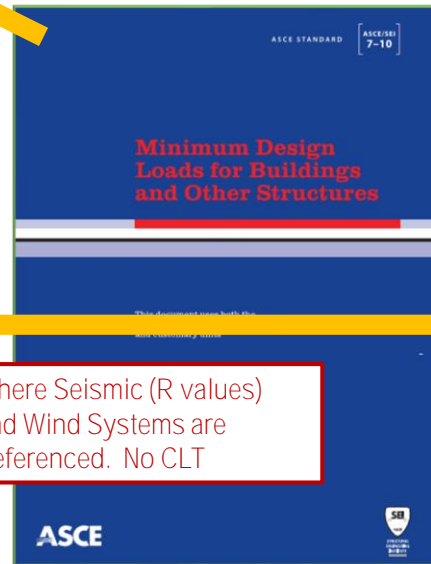 ASCE STANDARD
ASCE/SEI
7–10
Minimum Design
Loads for Buildings
and Other Structures
This document uses both the
and customary units
here Seismic (R values)
nd Wind Systems are
eferenced. No CLT
ASCE
SEI